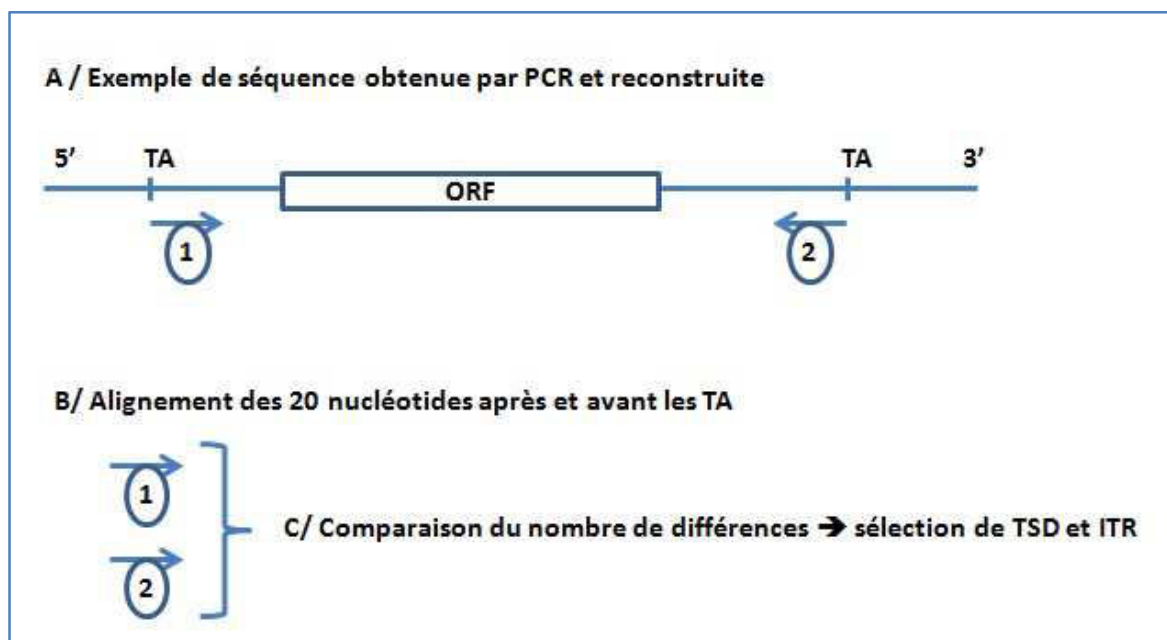 A / Exemple de séquence obtenue par PCR et reconstruite
5’ TA TA 3’
ORF
1 2
B/ Alignement des 20 nucléotides après et avant les TA
1
C/ Comparaison du nombre de différences ➔ sélection de TSD et ITR
2